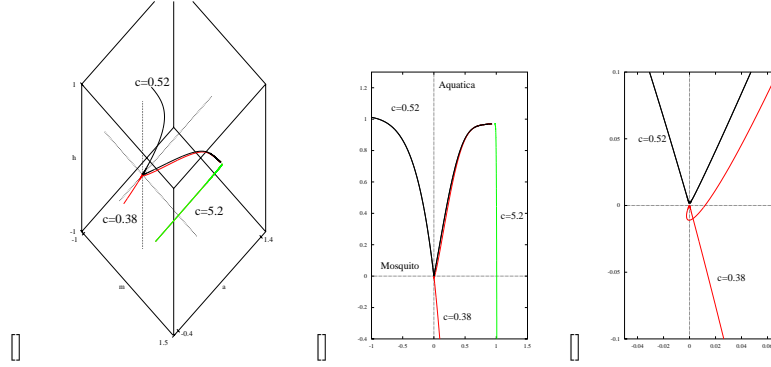 c=0.52
1
h
c=0.38
c=5.2
-1
-1
1.4
m
a
-0.4
1.5
[]
1.2
1
0.8
0.6
0.4
0.2
0
-0.2
-0.4
-1
-0.5
0
0.5
1
1.5
Aquatica
c=0.52
c=5.2
Mosquito
c=0.38
[]
0.1
0.05
0
-0.05
-0.1
-0.04
-0.02
0
0.02
0.04
0.06
c=0.52
c=0.38
[]